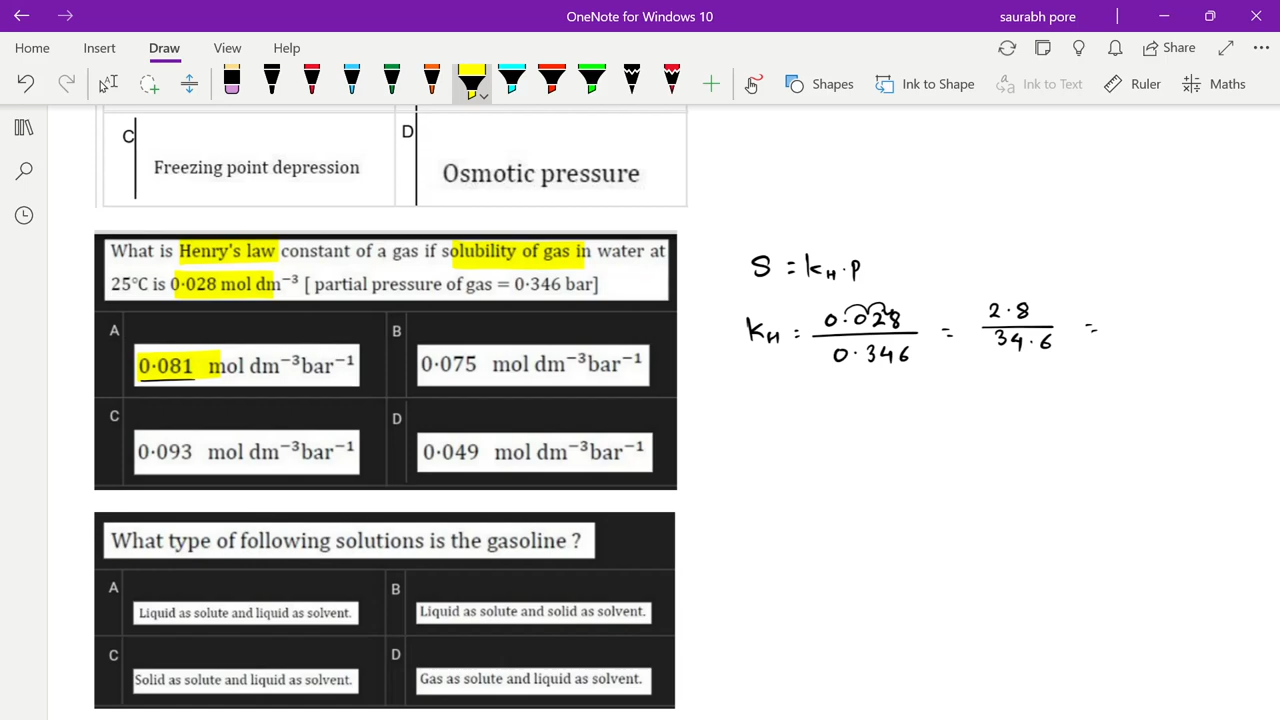 OneNote for Windows 10
saurabh pore
Home Insert Draw View Help
Share
Shapes
Ink to Shape
Ink to Text
Ruler
Maths
C
Freezing point depression
D
Osmotic pressure
What is Henry's law constant of a gas if solubility of gas in water at
25°C is 0·028 mol dm⁻³ [ partial pressure of gas = 0·346 bar]
A
0·081 mol dm⁻³bar⁻¹
B
0·075 mol dm⁻³bar⁻¹
C
0·093 mol dm⁻³bar⁻¹
D
0·049 mol dm⁻³bar⁻¹
S = k_H · p
K_H = 0.028 / 0.346 = 2.8 / 34.6 =
What type of following solutions is the gasoline ?
A
Liquid as solute and liquid as solvent.
B
Liquid as solute and solid as solvent.
C
Solid as solute and liquid as solvent.
D
Gas as solute and liquid as solvent.